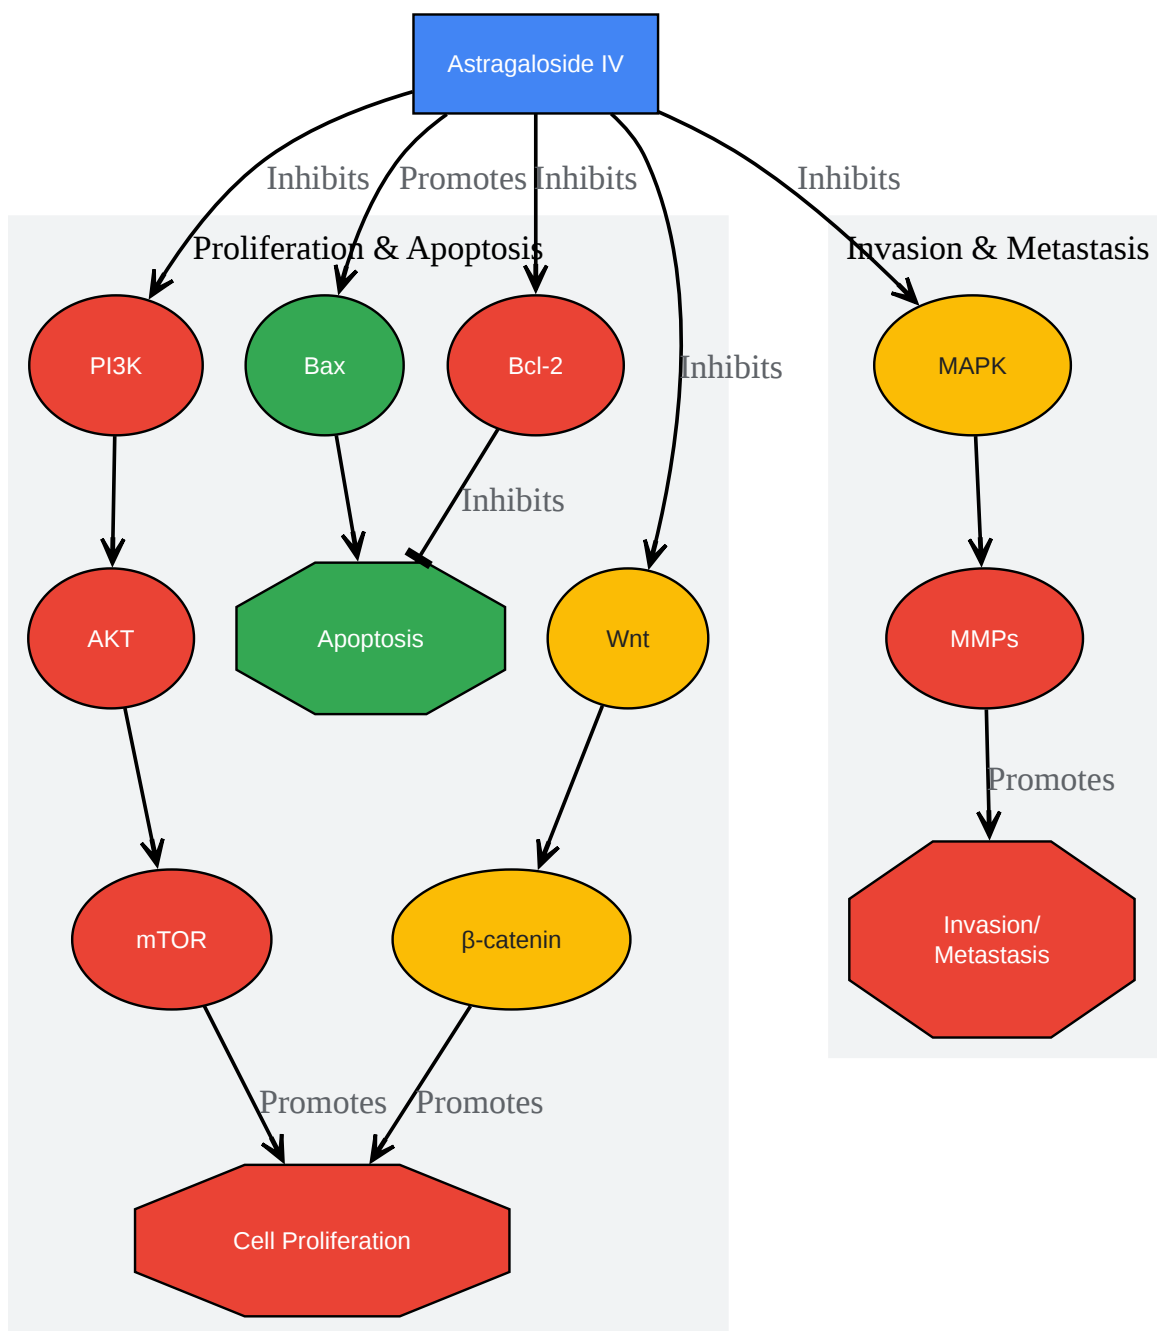 Astragaloside IV
Inhibits
Promotes
Inhibits
Inhibits
Proliferation & Apoptosis
Invasion & Metastasis
PI3K
Bax
Bcl-2
Inhibits
MAPK
Inhibits
AKT
Apoptosis
Wnt
MMPs
Promotes
mTOR
β-catenin
Invasion/
Metastasis
Promotes
Promotes
Cell Proliferation